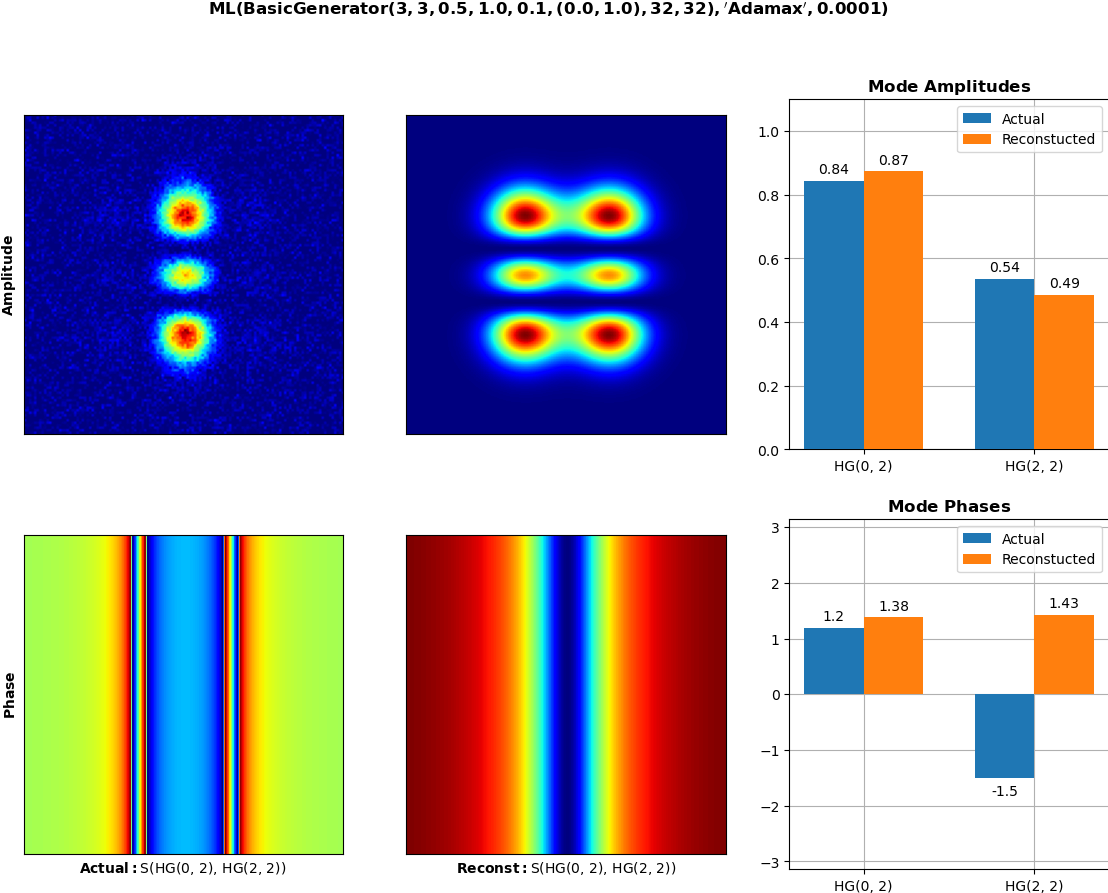 ML(BasicGenerator(3, 3, 0.5, 1.0, 0.1, (0.0, 1.0), 32, 32), 'Adamax', 0.0001)
Amplitude
Mode Amplitudes
Actual
Reconstucted
1.0
0.8
0.6
0.4
0.2
0.0
0.84
0.87
0.54
0.49
HG(0, 2)
HG(2, 2)
Phase
Actual: S(HG(0, 2), HG(2, 2))
Reconst: S(HG(0, 2), HG(2, 2))
Mode Phases
Actual
Reconstucted
3
2
1
0
−1
−2
−3
1.2
1.38
-1.5
1.43
HG(0, 2)
HG(2, 2)